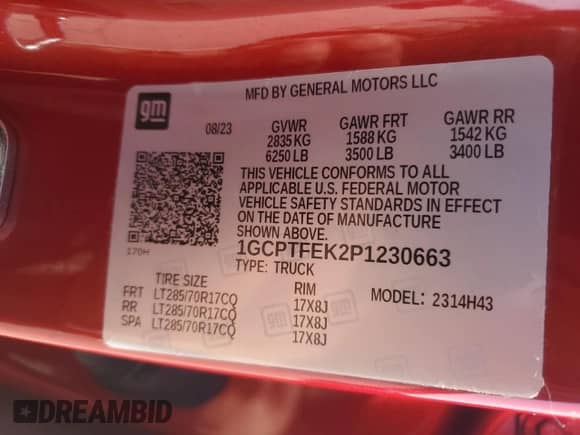 MFD BY GENERAL MOTORS LLC
gm
08/23 GVWR GAWR FRT GAWR RR
2835 KG 1588 KG 1542 KG
6250 LB 3500 LB 3400 LB
THIS VEHICLE CONFORMS TO ALL
APPLICABLE U.S. FEDERAL MOTOR
VEHICLE SAFETY STANDARDS IN EFFECT
ON THE DATE OF MANUFACTURE
SHOWN ABOVE.
170H
1GCPTFEK2P1230663
TYPE: TRUCK
TIRE SIZE RIM
FRT LT285/70R17CQ 17X8J MODEL: 2314H43
RR LT285/70R17CQ 17X8J
SPA LT285/70R17CQ 17X8J
DREAMBID